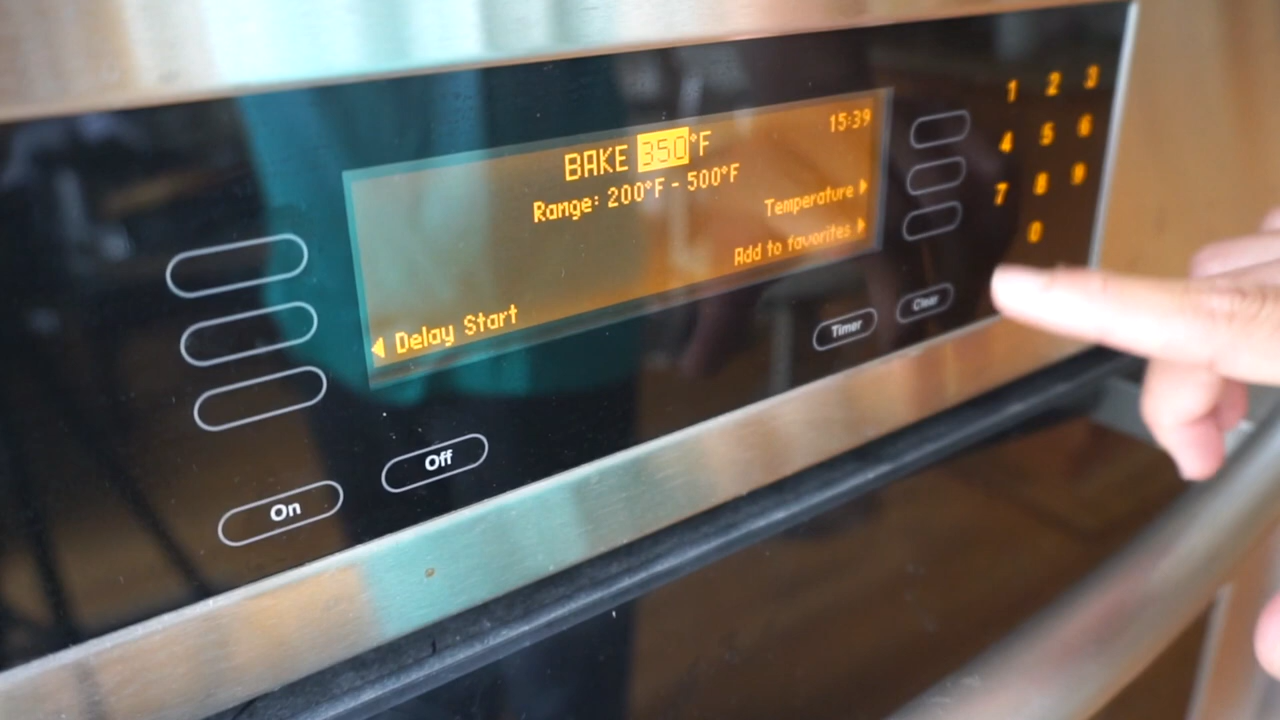 15:39
BAKE 350°F
Range: 200°F - 500°F
Temperature
Add to favorites
Delay Start
1 2 3
4 5 6
7 8 9
0
Timer
Clear
Off
On